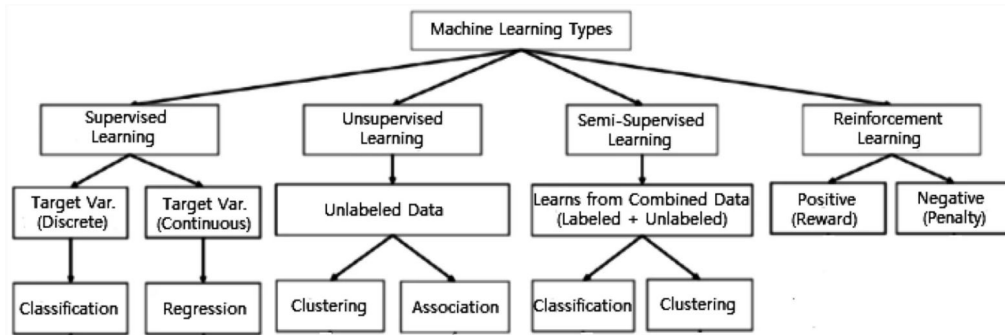 Machine Learning Types
Supervised
Learning
Unsupervised
Learning
Semi-Supervised
Learning
Reinforcement
Learning
Target Var.
(Discrete)
Target Var.
(Continuous)
Unlabeled Data
Learns from Combined Data
(Labeled + Unlabeled)
Positive
(Reward)
Negative
(Penalty)
Classification
Regression
Clustering
Association
Classification
Clustering